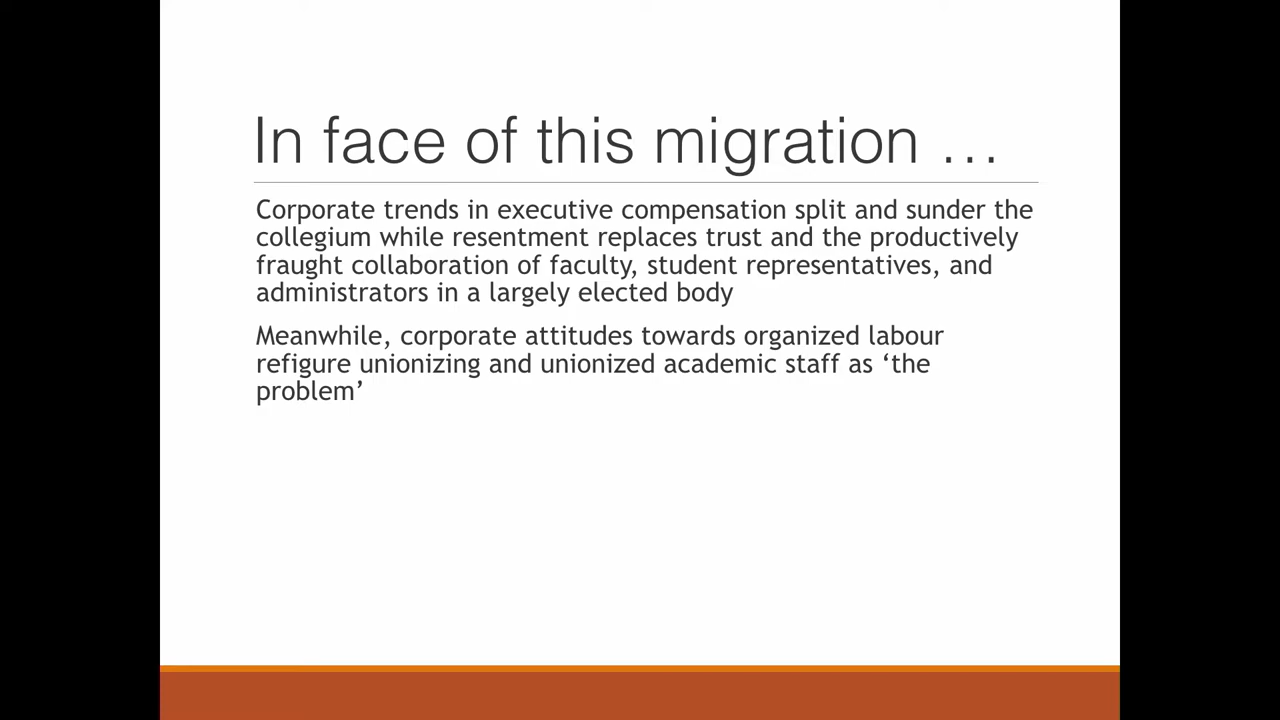 In face of this migration …
Corporate trends in executive compensation split and sunder the
collegium while resentment replaces trust and the productively
fraught collaboration of faculty, student representatives, and
administrators in a largely elected body
Meanwhile, corporate attitudes towards organized labour
refigure unionizing and unionized academic staff as ‘the
problem’